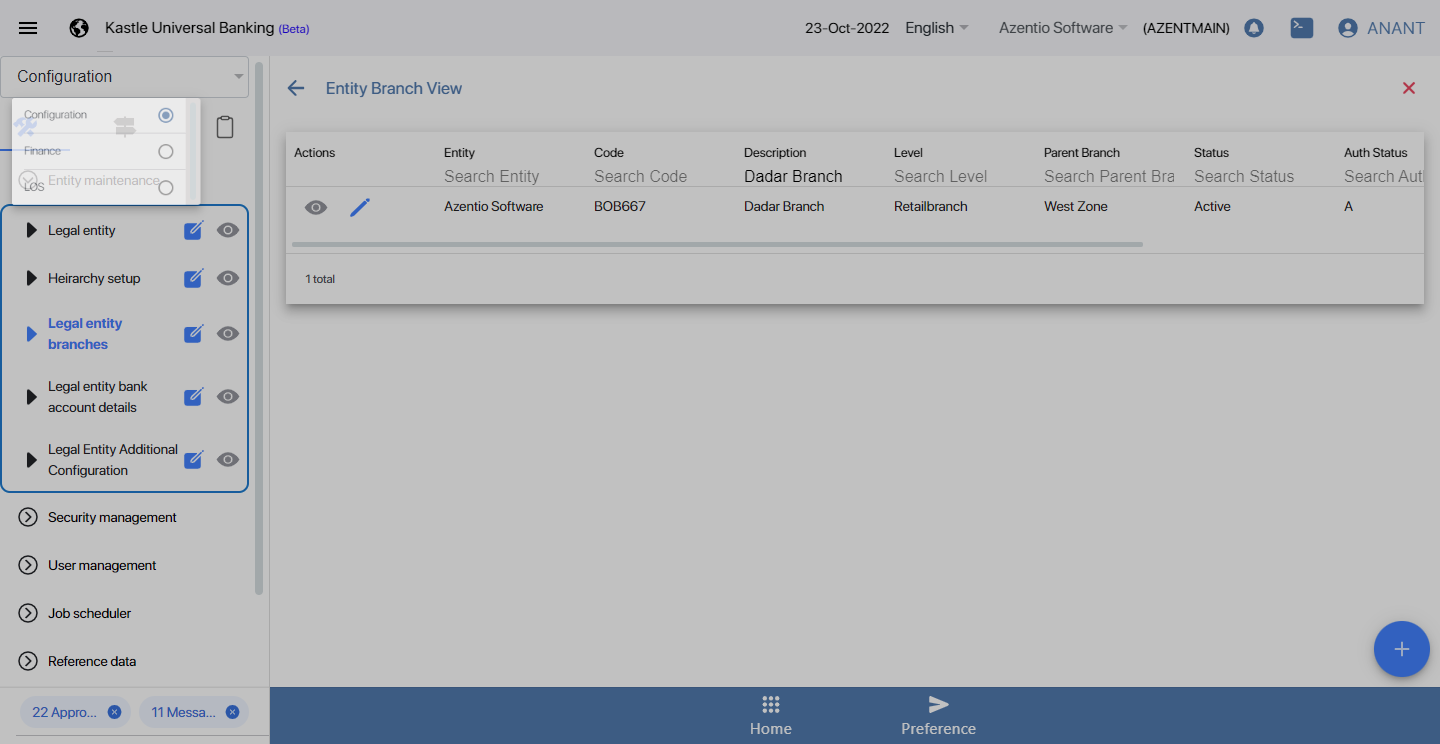 Kastle Universal Banking (Beta)
23-Oct-2022
English
Azentio Software
(AZENTMAIN)
ANANT
Configuration
Configuration
Finance
LOS
Entity maintenance
Legal entity
Heirarchy setup
Legal entity
branches
Legal entity bank
account details
Legal Entity Additional
Configuration
Security management
User management
Job scheduler
Reference data
22 Appro...
11 Messa...
Entity Branch View
Actions Entity Code Description Level Parent Branch Status Auth Status
Search Entity Search Code Dadar Branch Search Level Search Parent Bra Search Status Search Aut
Azentio Software BOB667 Dadar Branch Retailbranch West Zone Active A
1 total
Home
Preference